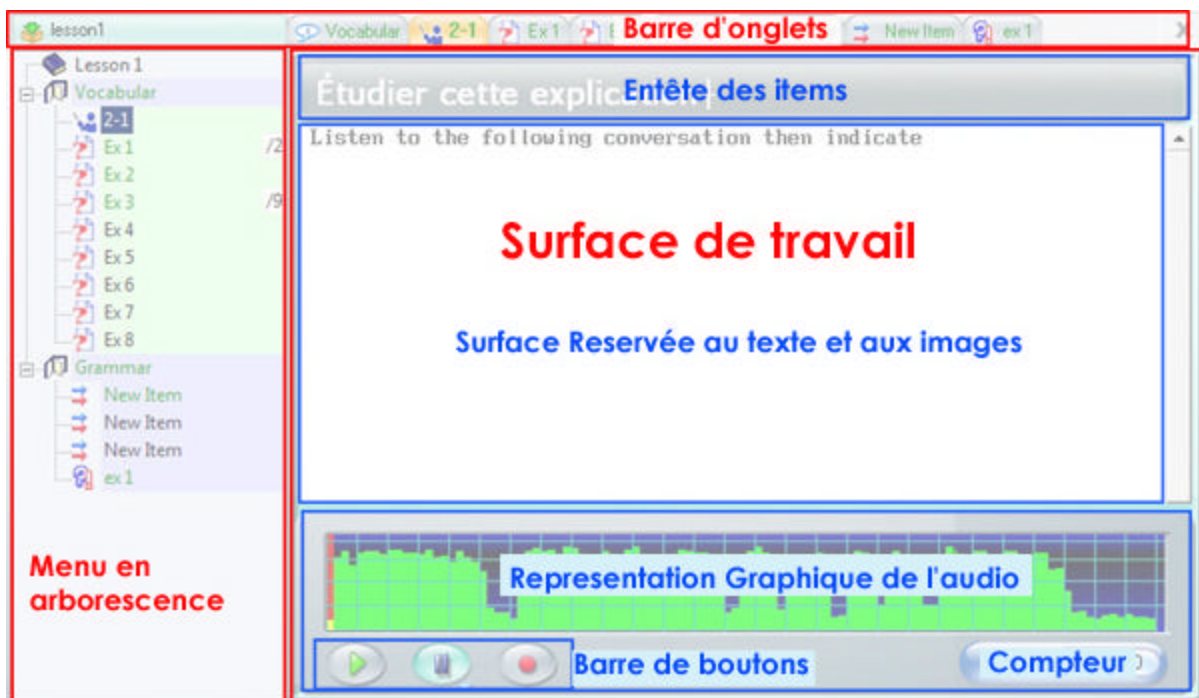 lesson1
Vocabular
2-1
Ex 1
Barre d'onglets
New Item
ex 1
Lesson 1
Vocabular
2-1
Ex 1 /2
Ex 2
Ex 3 /9
Ex 4
Ex 5
Ex 6
Ex 7
Ex 8
Grammar
New Item
New Item
New Item
ex 1
Menu en
arborescence
Étudier cette explication
Entête des items
Listen to the following conversation then indicate
Surface de travail
Surface Reservée au texte et aux images
Representation Graphique de l'audio
Barre de boutons
Compteur